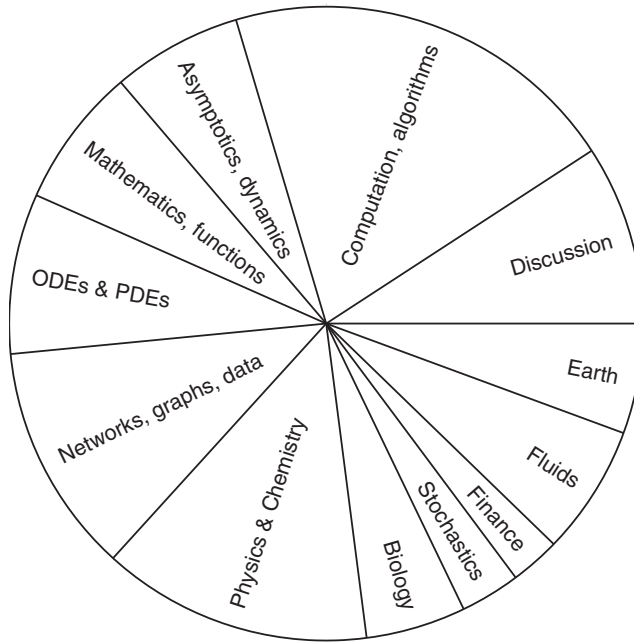 Asymptotics, dynamics
Computation, algorithms
Mathematics, functions
Discussion
ODEs & PDEs
Earth
Networks, graphs, data
Fluids
Physics & Chemistry
Finance
Stochastics
Biology